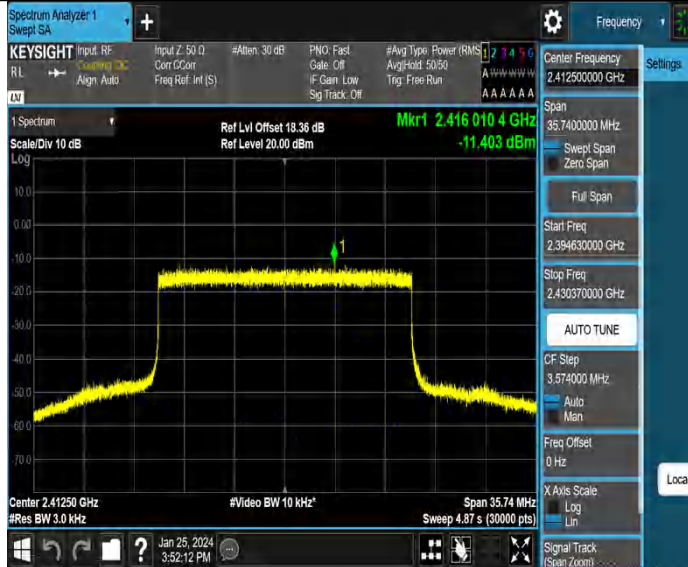 Spectrum Analyzer 1
Swept SA
+
Frequency
KEYSIGHT
RL
Input: RF
Coupling: DC
Align: Auto
Input Z: 50 Ω
Corr CCorr
Freq Ref: Int (S)
#Atten: 30 dB
PNO: Fast
Gate: Off
IF Gain: Low
Sig Track: Off
#Avg Type: Power (RMS
Avg|Hold: 50/50
Trig: Free Run
1 2 3 4 5 6
A W W W W W
A A A A A A
1 Spectrum
Scale/Div 10 dB
Log
Ref Lvl Offset 18.36 dB
Ref Level 20.00 dBm
Mkr1 2.416 010 4 GHz
-11.403 dBm
10.0
0.00
-10.0
-20.0
-30.0
-40.0
-50.0
-60.0
-70.0
1
Center 2.41250 GHz
#Res BW 3.0 kHz
#Video BW 10 kHz*
Span 35.74 MHz
Sweep 4.87 s (30000 pts)
?
Jan 25, 2024
3:52:12 PM
Center Frequency
2.412500000 GHz
Span
35.7400000 MHz
Swept Span
Zero Span
Full Span
Start Freq
2.394630000 GHz
Stop Freq
2.430370000 GHz
AUTO TUNE
CF Step
3.574000 MHz
Auto
Man
Freq Offset
0 Hz
X Axis Scale
Log
Lin
Signal Track
(Span Zoom)
Settings
Loca